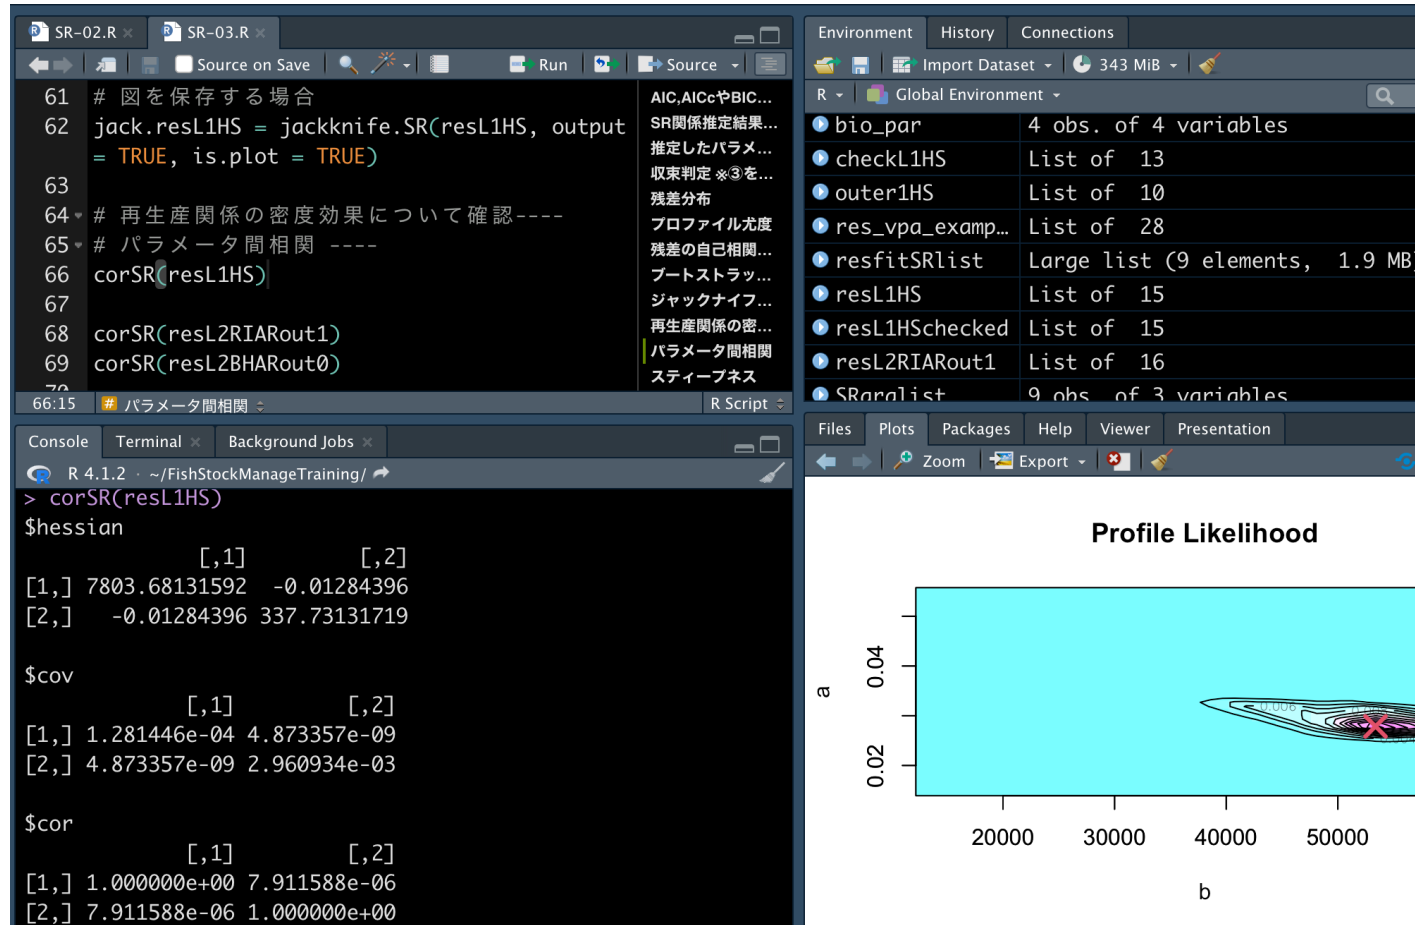 SR-02.R
SR-03.R
Source on Save
Run
Source
61 # 図を保存する場合
62 jack.resL1HS = jackknife.SR(resL1HS, output
= TRUE, is.plot = TRUE)
63
64 # 再生産関係の密度効果について確認----
65 # パラメータ間相関 ----
66 corSR(resL1HS)
67
68 corSR(resL2RIARout1)
69 corSR(resL2BHARout0)
70
AIC,AICcやBIC...
SR関係推定結果...
推定したパラメ...
収束判定 ※③を...
残差分布
プロファイル尤度
残差の自己相関...
ブートストラッ...
ジャックナイフ...
再生産関係の密...
パラメータ間相関
スティープネス
66:15 # パラメータ間相関 R Script
Console Terminal Background Jobs
R 4.1.2 · ~/FishStockManageTraining/
> corSR(resL1HS)
$hessian
[,1] [,2]
[1,] 7803.68131592 -0.01284396
[2,] -0.01284396 337.73131719
$cov
[,1] [,2]
[1,] 1.281446e-04 4.873357e-09
[2,] 4.873357e-09 2.960934e-03
$cor
[,1] [,2]
[1,] 1.000000e+00 7.911588e-06
[2,] 7.911588e-06 1.000000e+00
Environment History Connections
Import Dataset 343 MiB
R Global Environment
bio_par 4 obs. of 4 variables
checkL1HS List of 13
outer1HS List of 10
res_vpa_examp... List of 28
resfitSRlist Large list (9 elements, 1.9 MB
resL1HS List of 15
resL1HSchecked List of 15
resL2RIARout1 List of 16
SRargList 9 obs. of 3 variables
Files Plots Packages Help Viewer Presentation
Zoom Export
Profile Likelihood
a
0.04
0.02
0.006
20000 30000 40000 50000
b